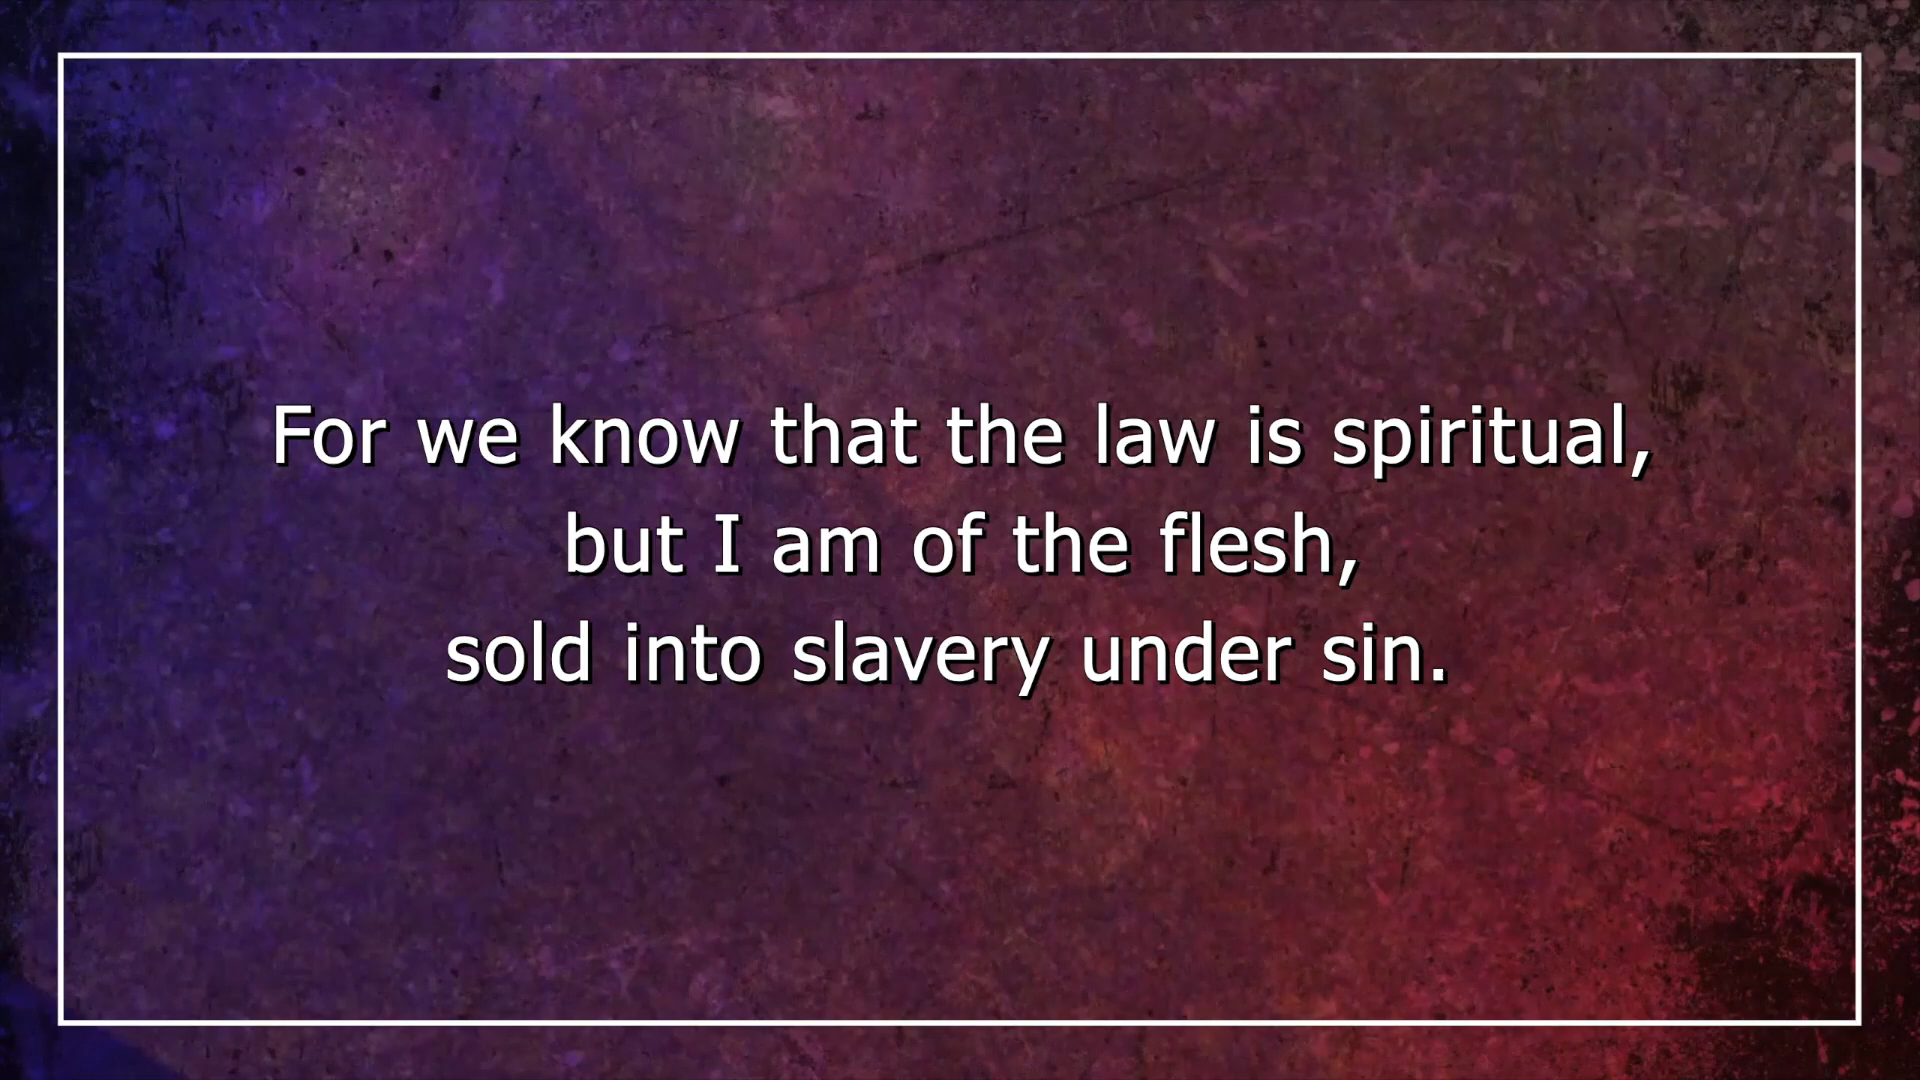 For we know that the law is spiritual,
but I am of the flesh,
sold into slavery under sin.